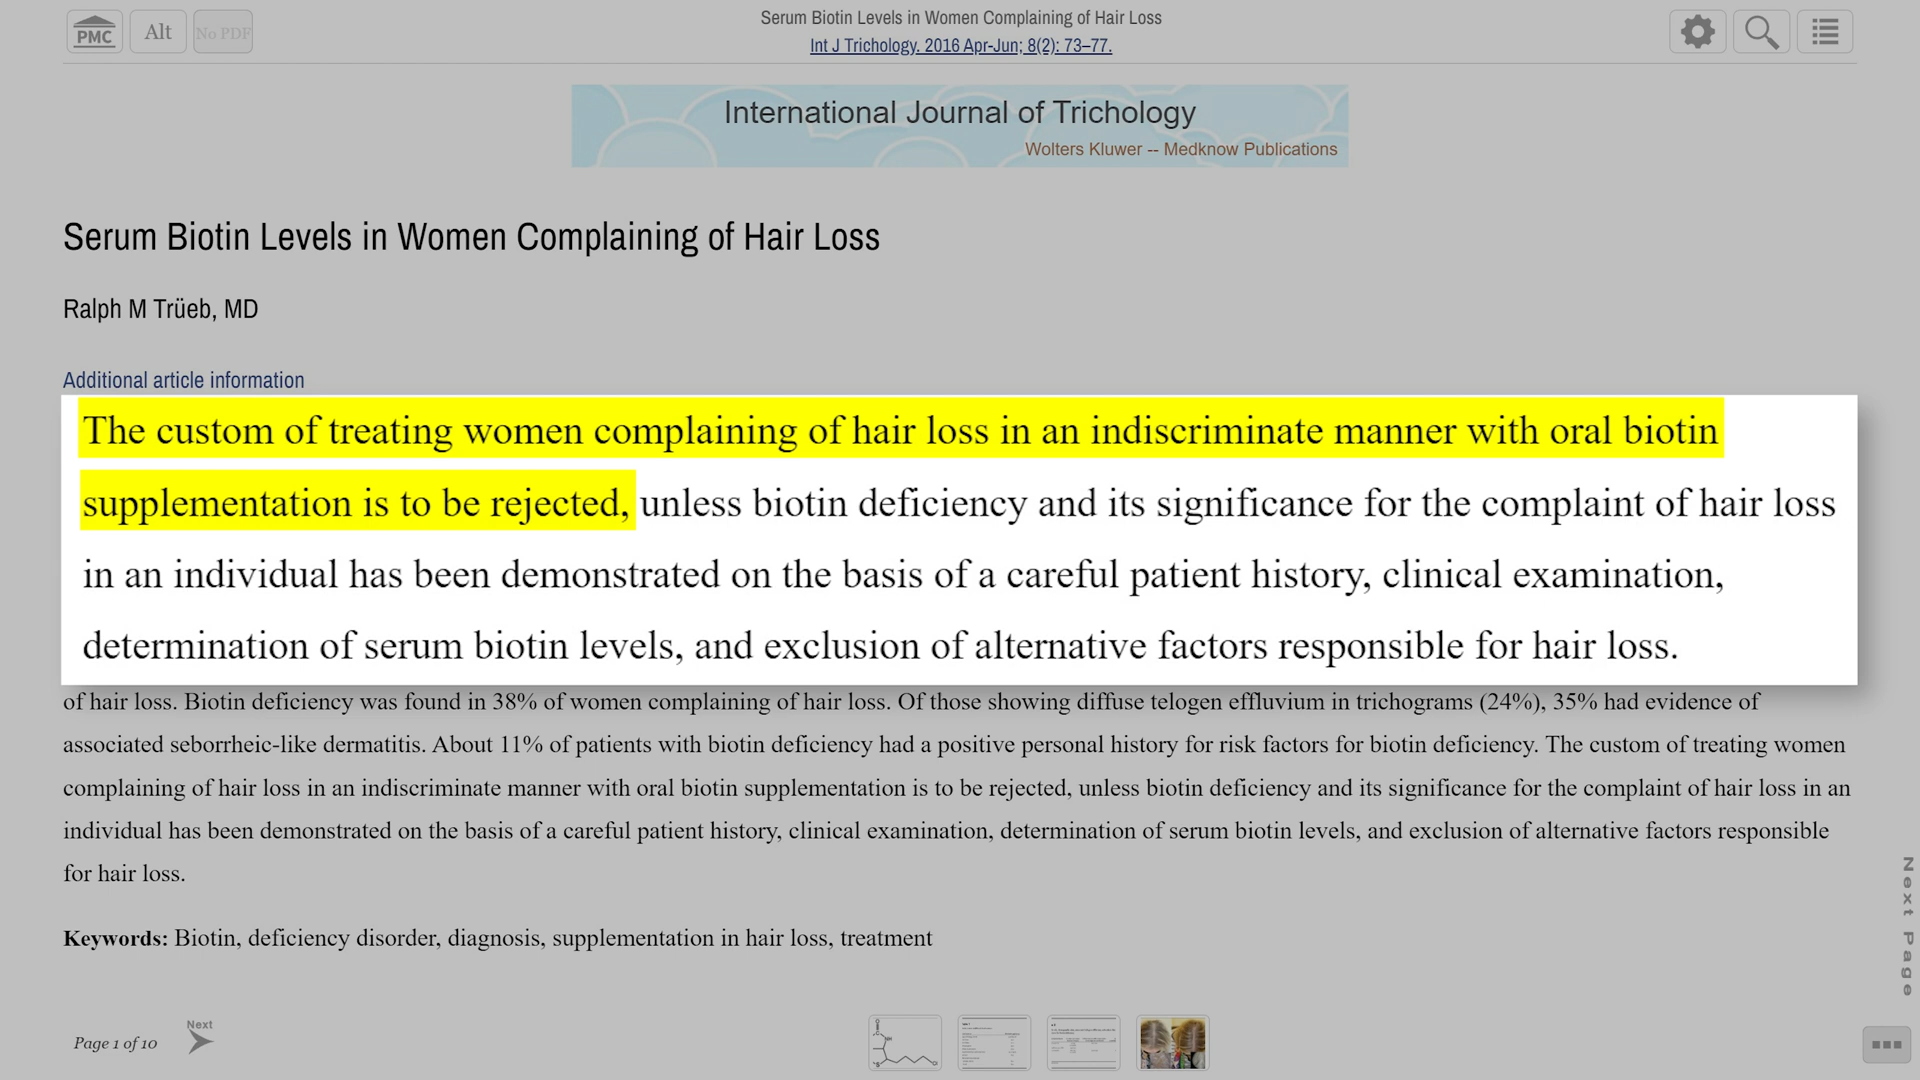 PMC
Alt
No PDF
Serum Biotin Levels in Women Complaining of Hair Loss
Int J Trichology. 2016 Apr-Jun; 8(2): 73–77.
International Journal of Trichology
Wolters Kluwer -- Medknow Publications
Serum Biotin Levels in Women Complaining of Hair Loss
Ralph M Trüeb, MD
Additional article information
The custom of treating women complaining of hair loss in an indiscriminate manner with oral biotin
supplementation is to be rejected, unless biotin deficiency and its significance for the complaint of hair loss
in an individual has been demonstrated on the basis of a careful patient history, clinical examination,
determination of serum biotin levels, and exclusion of alternative factors responsible for hair loss.
of hair loss. Biotin deficiency was found in 38% of women complaining of hair loss. Of those showing diffuse telogen effluvium in trichograms (24%), 35% had evidence of
associated seborrheic-like dermatitis. About 11% of patients with biotin deficiency had a positive personal history for risk factors for biotin deficiency. The custom of treating women
complaining of hair loss in an indiscriminate manner with oral biotin supplementation is to be rejected, unless biotin deficiency and its significance for the complaint of hair loss in an
individual has been demonstrated on the basis of a careful patient history, clinical examination, determination of serum biotin levels, and exclusion of alternative factors responsible
for hair loss.
Keywords: Biotin, deficiency disorder, diagnosis, supplementation in hair loss, treatment
Next Page
Page 1 of 10
Next